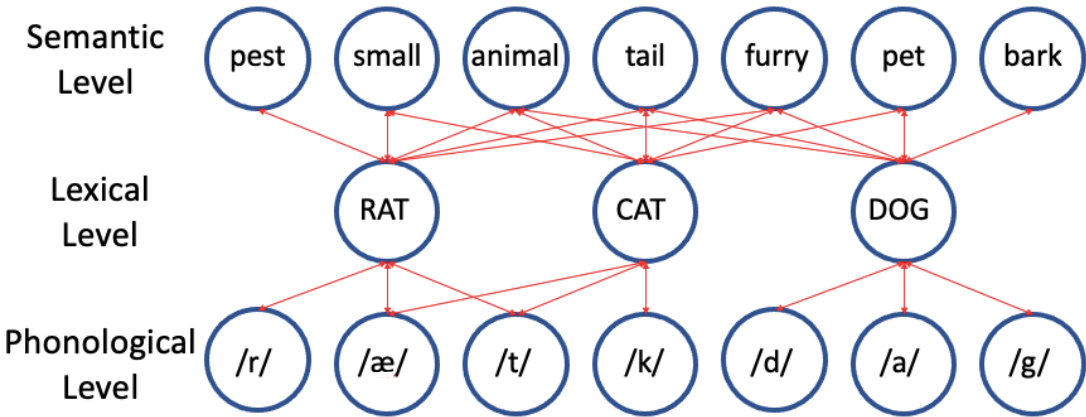 Semantic
Level
pest small animal tail furry pet bark
Lexical
Level
RAT CAT DOG
Phonological
Level
/r/ /æ/ /t/ /k/ /d/ /a/ /g/